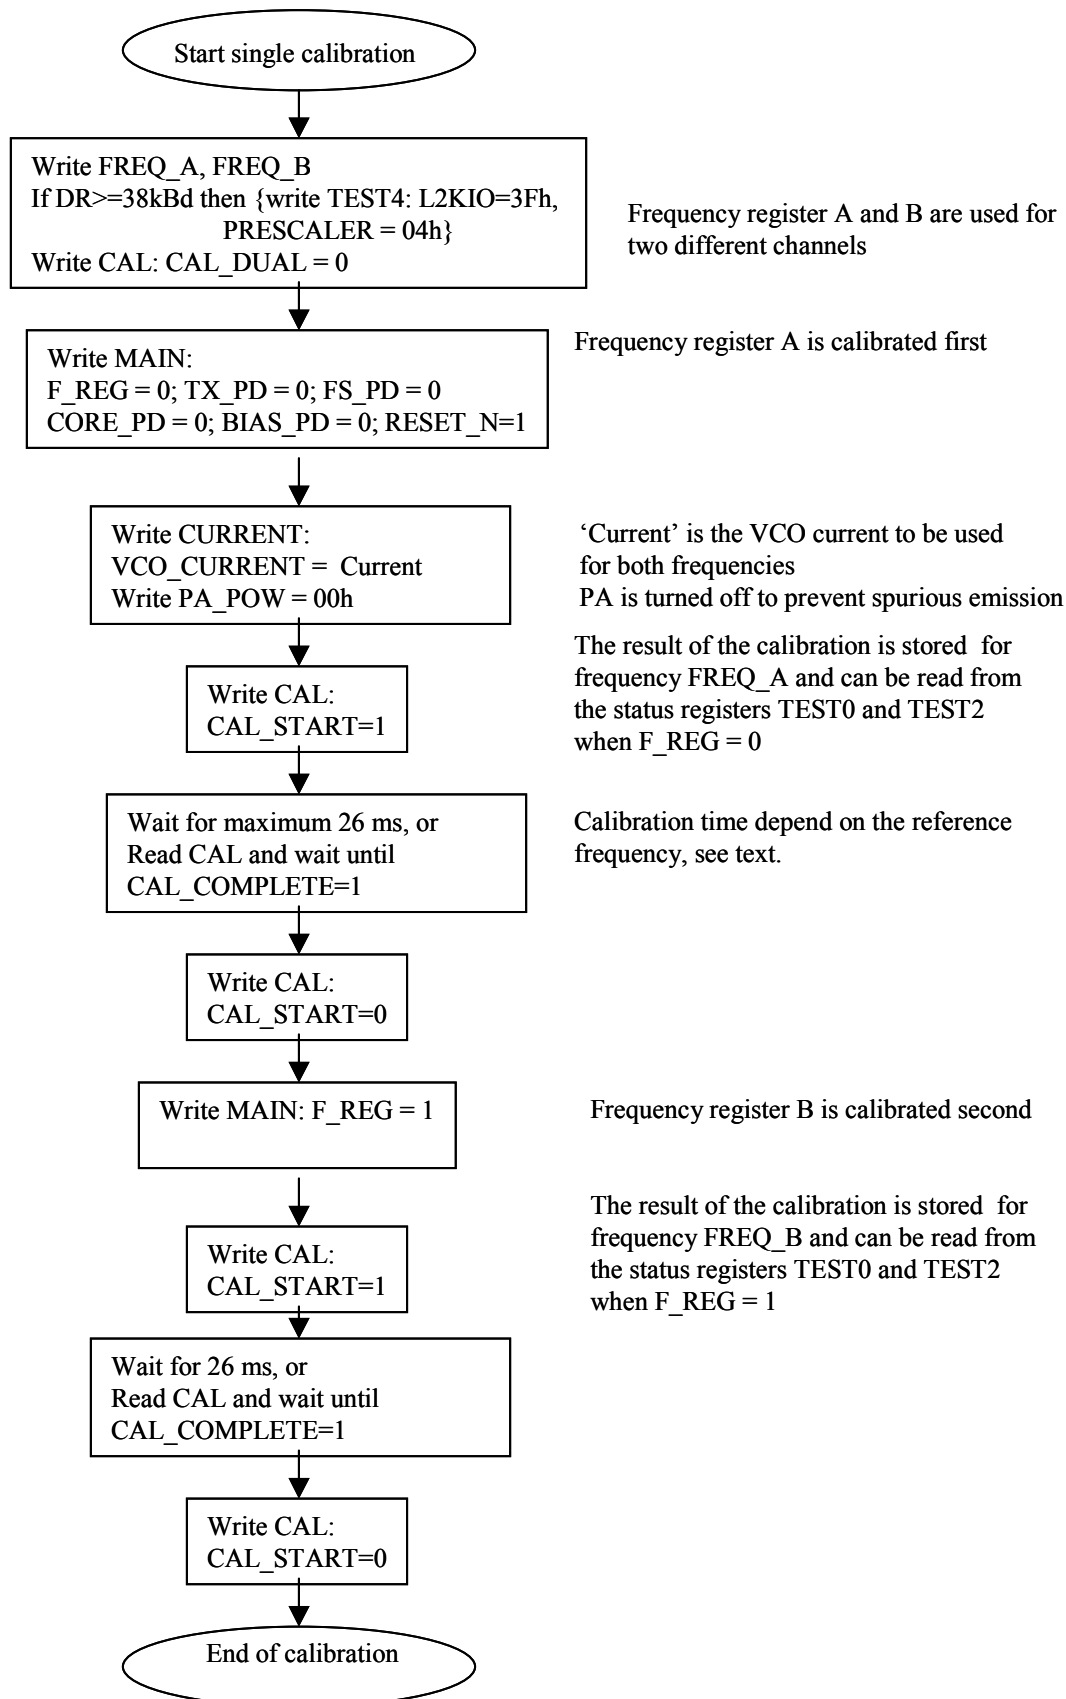 Start single calibration
Write FREQ_A, FREQ_B
If DR>=38kBd then {write TEST4: L2KIO=3Fh,
PRESCALER = 04h}
Write CAL: CAL_DUAL = 0
Frequency register A and B are used for
two different channels
Write MAIN:
F_REG = 0; TX_PD = 0; FS_PD = 0
CORE_PD = 0; BIAS_PD = 0; RESET_N=1
Frequency register A is calibrated first
Write CURRENT:
VCO_CURRENT = Current
Write PA_POW = 00h
‘Current’ is the VCO current to be used
for both frequencies
PA is turned off to prevent spurious emission
Write CAL:
CAL_START=1
The result of the calibration is stored for
frequency FREQ_A and can be read from
the status registers TEST0 and TEST2
when F_REG = 0
Wait for maximum 26 ms, or
Read CAL and wait until
CAL_COMPLETE=1
Calibration time depend on the reference
frequency, see text.
Write CAL:
CAL_START=0
Write MAIN: F_REG = 1
Frequency register B is calibrated second
Write CAL:
CAL_START=1
The result of the calibration is stored for
frequency FREQ_B and can be read from
the status registers TEST0 and TEST2
when F_REG = 1
Wait for 26 ms, or
Read CAL and wait until
CAL_COMPLETE=1
Write CAL:
CAL_START=0
End of calibration